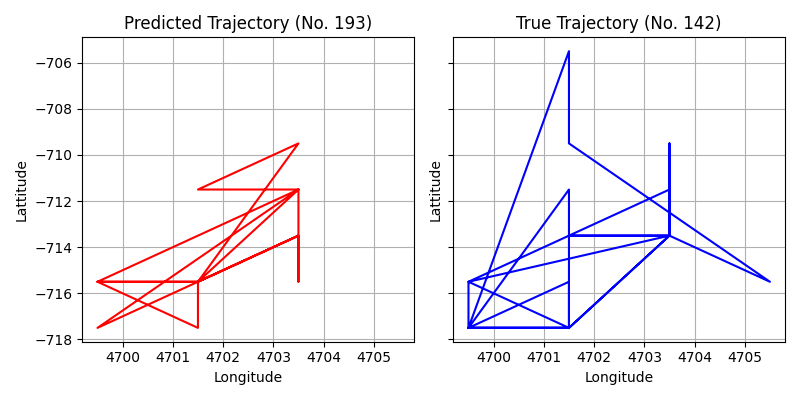 Predicted Trajectory (No. 193)
True Trajectory (No. 142)
Lattitude
−706
−708
−710
−712
−714
−716
−718
4700 4701 4702 4703 4704 4705
Longitude
Lattitude
4700 4701 4702 4703 4704 4705
Longitude